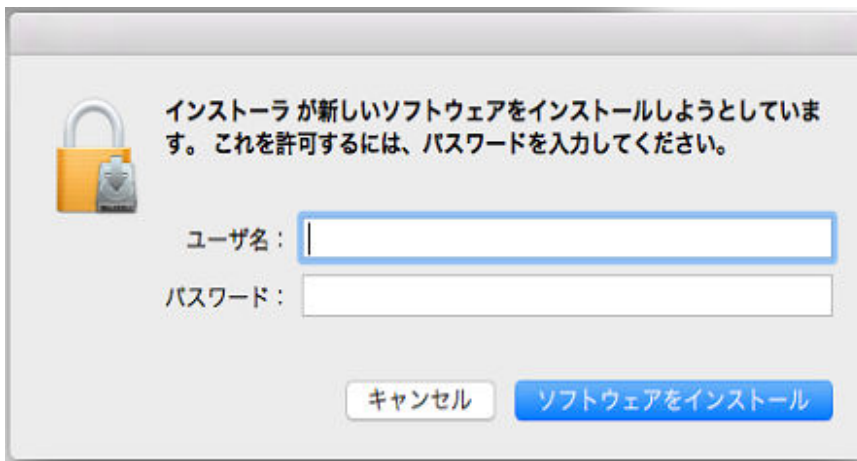 インストーラ が新しいソフトウェアをインストールしようとしていま
す。 これを許可するには、パスワードを入力してください。
ユーザ名：
パスワード：
キャンセル
ソフトウェアをインストール